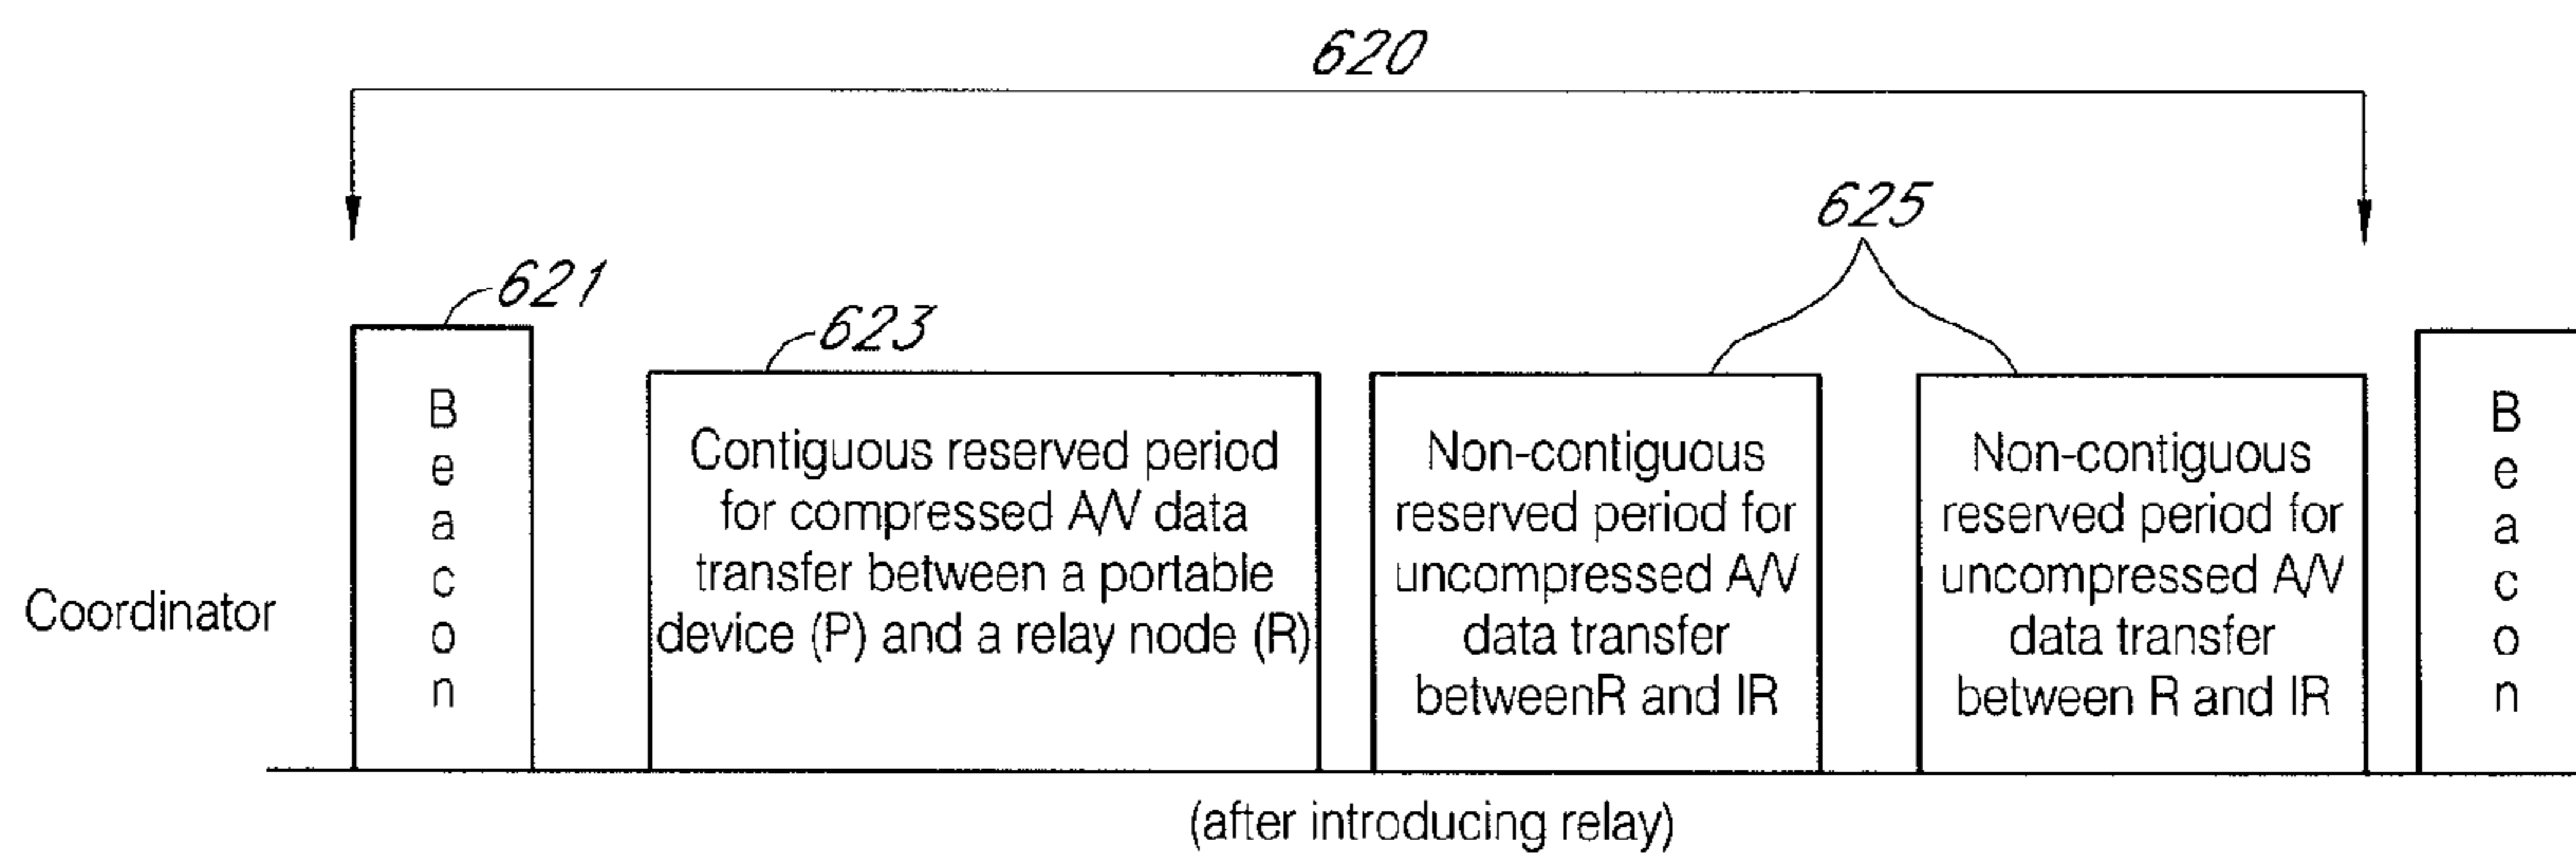 620
625
621
623
Beacon
Contiguous reserved period
for compressed A/V data
transfer between a portable
device (P) and a relay node (R)
Non-contiguous
reserved period for
uncompressed A/V
data transfer
betweenR and IR
Non-contiguous
reserved period for
uncompressed A/V
data transfer
between R and IR
Beacon
Coordinator
(after introducing relay)